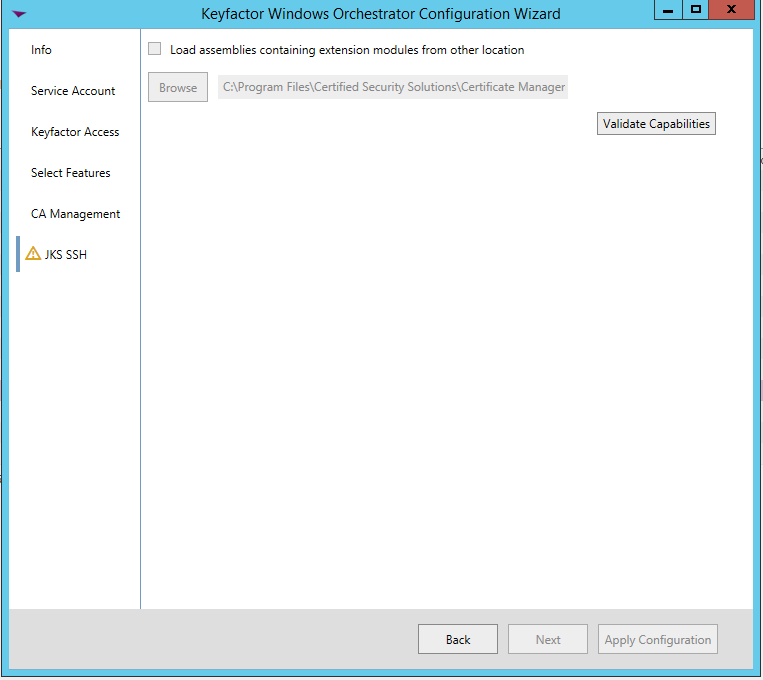 Keyfactor Windows Orchestrator Configuration Wizard
Info
Service Account
Keyfactor Access
Select Features
CA Management
JKS SSH
Load assemblies containing extension modules from other location
Browse
C:\Program Files\Certified Security Solutions\Certificate Manager
Validate Capabilities
Back
Next
Apply Configuration